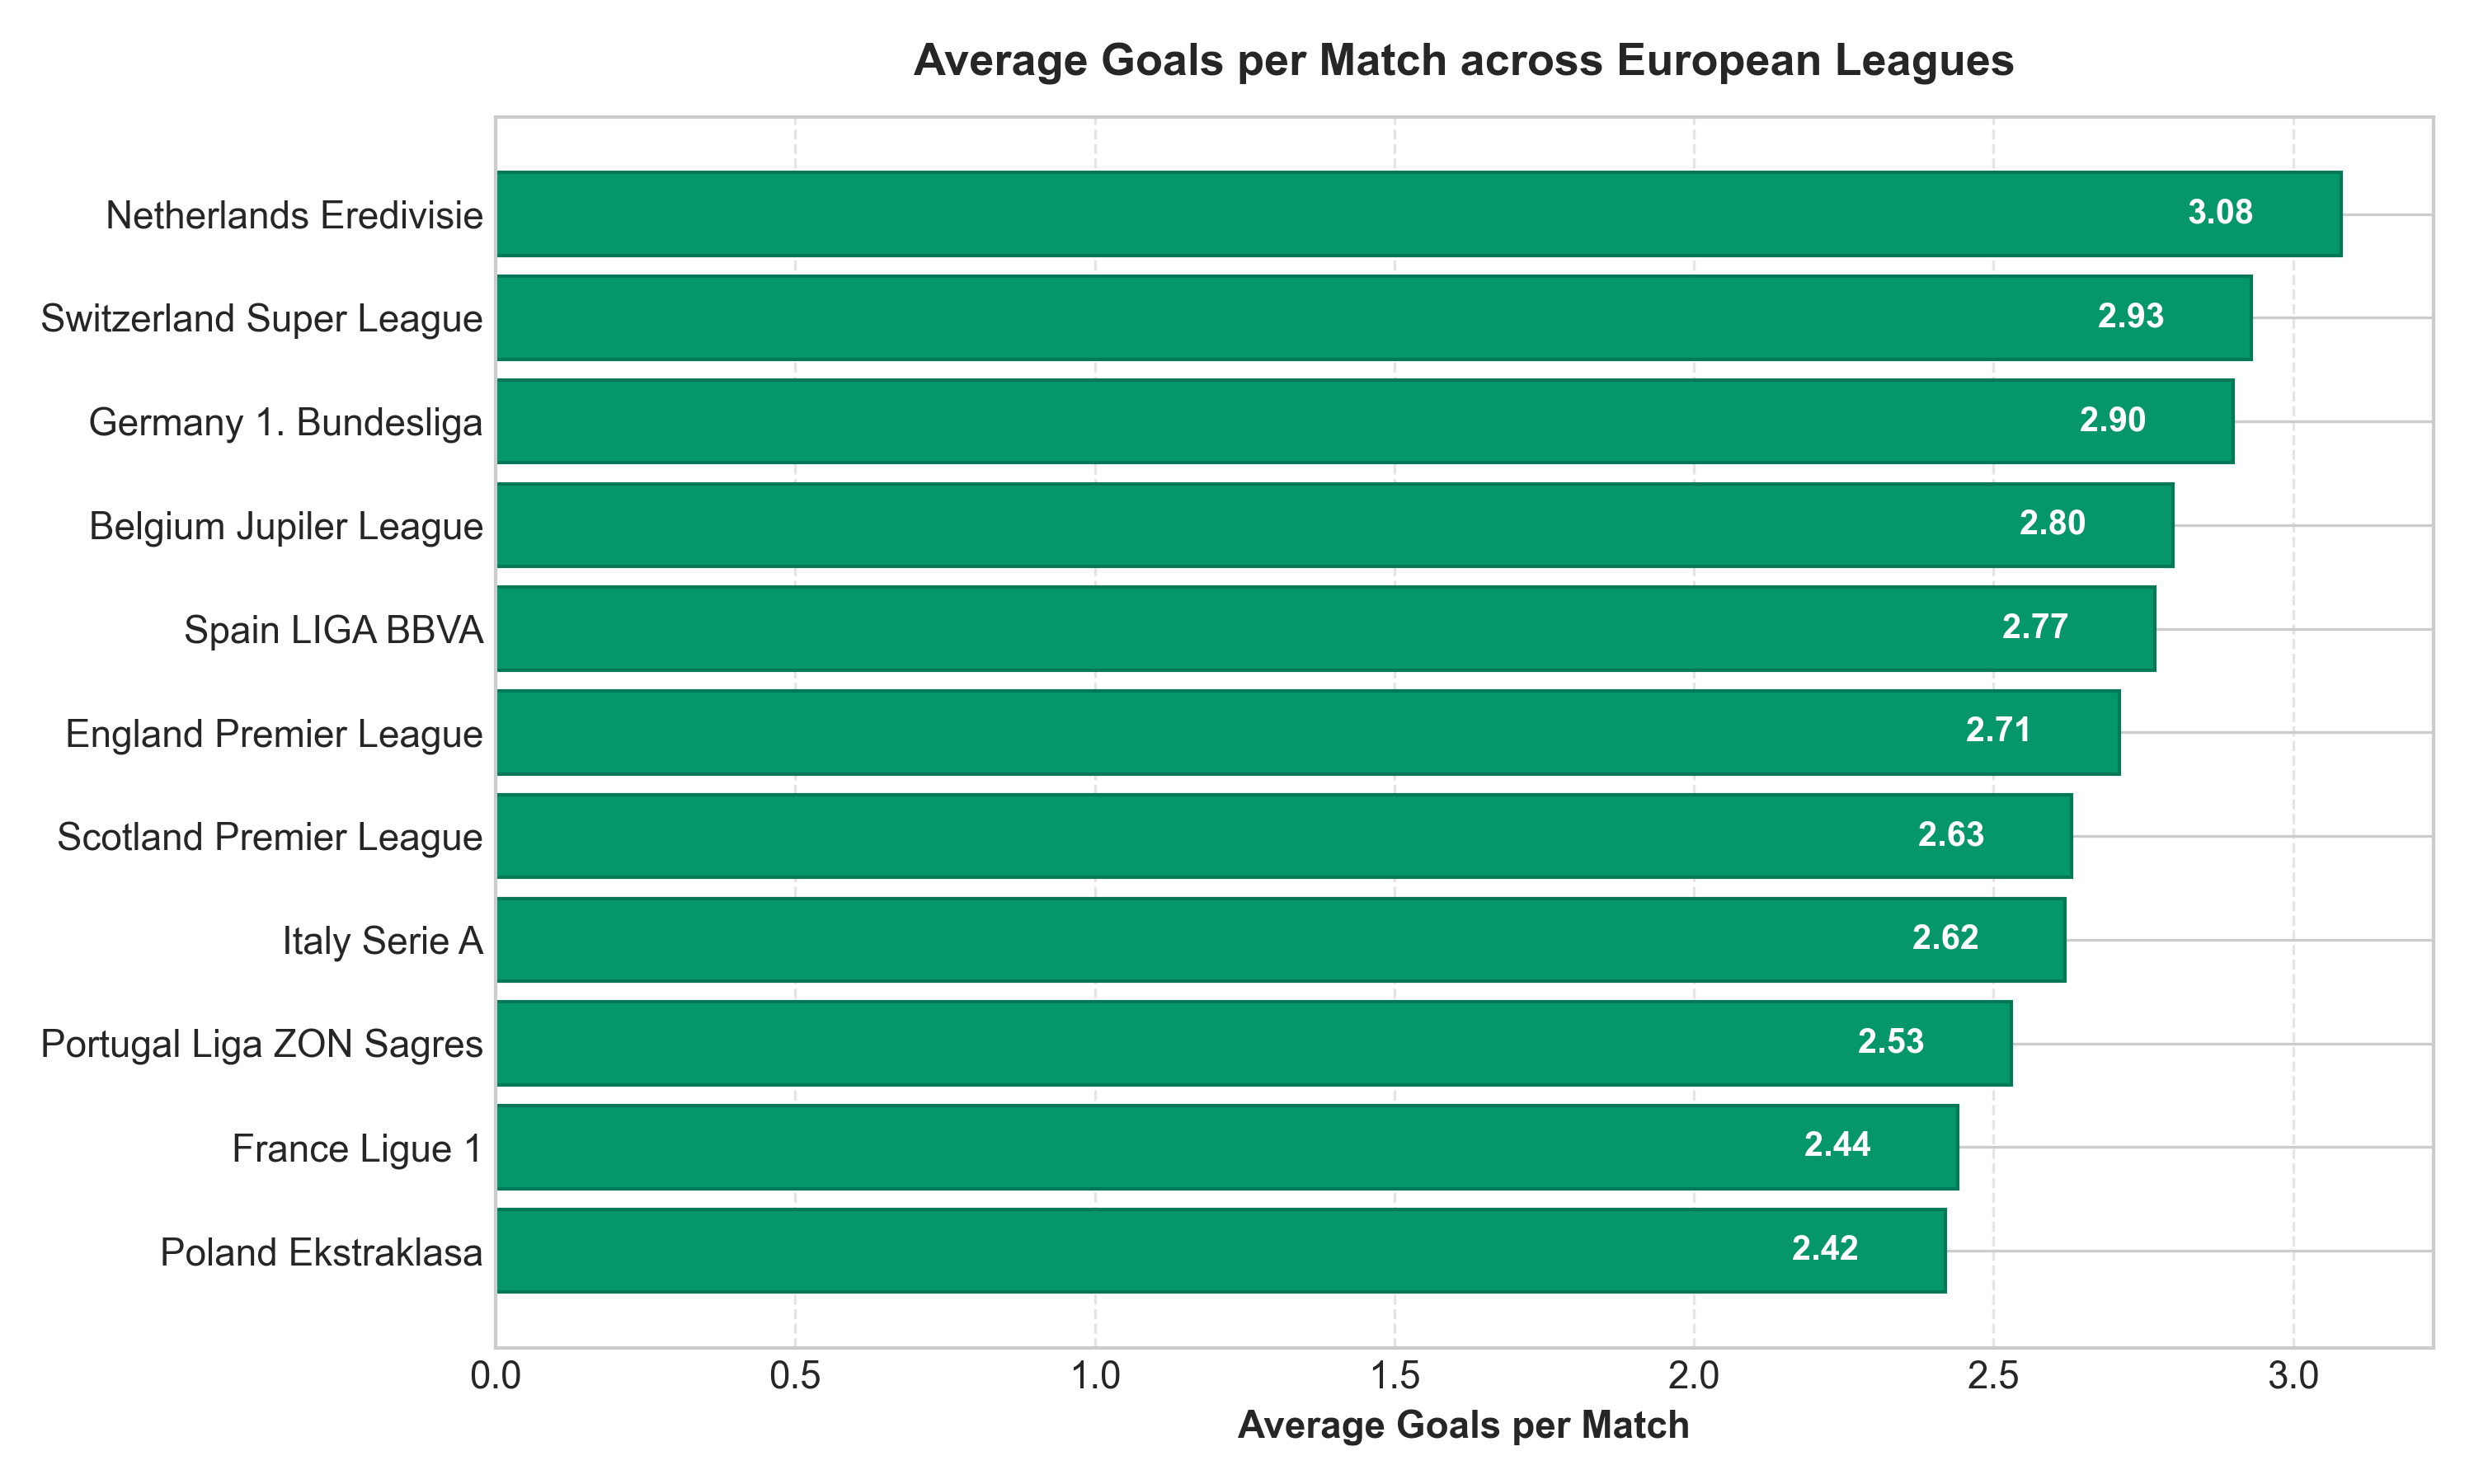 Average Goals per Match across European Leagues
Netherlands Eredivisie 3.08
Switzerland Super League 2.93
Germany 1. Bundesliga 2.90
Belgium Jupiler League 2.80
Spain LIGA BBVA 2.77
England Premier League 2.71
Scotland Premier League 2.63
Italy Serie A 2.62
Portugal Liga ZON Sagres 2.53
France Ligue 1 2.44
Poland Ekstraklasa 2.42
0.0 0.5 1.0 1.5 2.0 2.5 3.0
Average Goals per Match